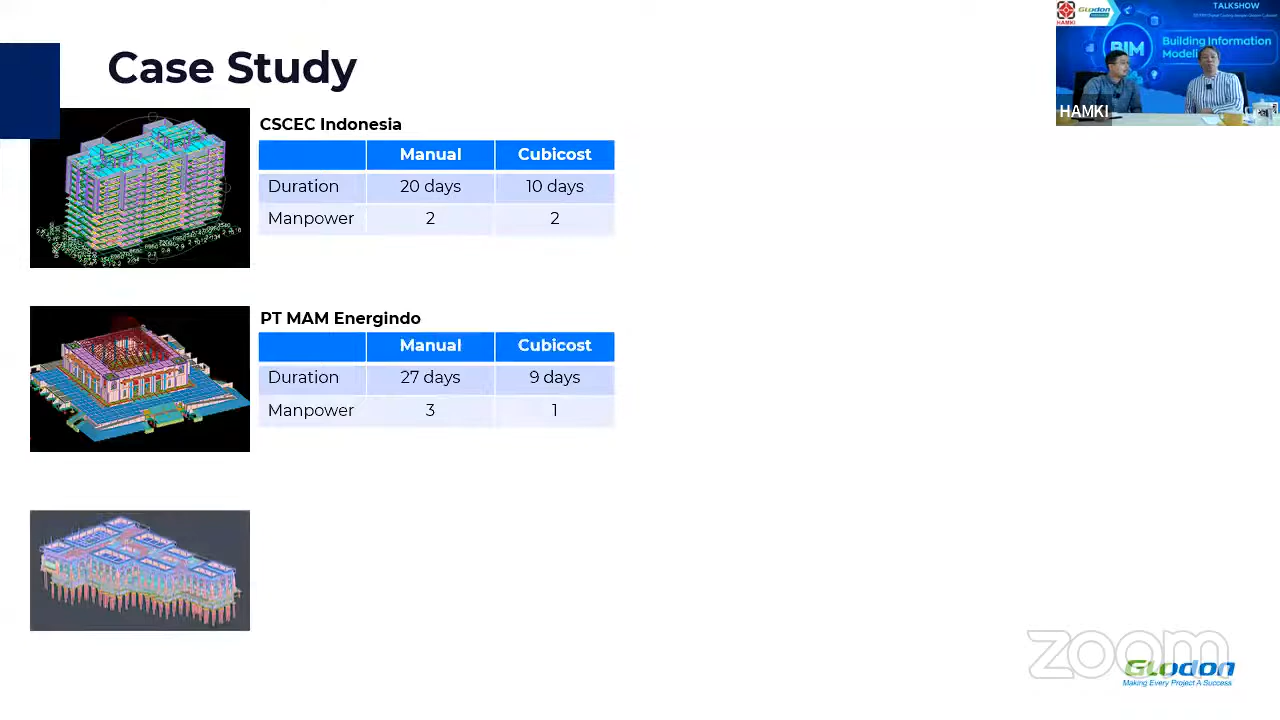 Case Study
CSCEC Indonesia
Manual Cubicost
Duration 20 days 10 days
Manpower 2 2
PT MAM Energindo
Manual Cubicost
Duration 27 days 9 days
Manpower 3 1
HAMKI
Glodon
TALKSHOW
BIM
Building Information
HAMKI
zoom
Glodon
Making Every Project A Success